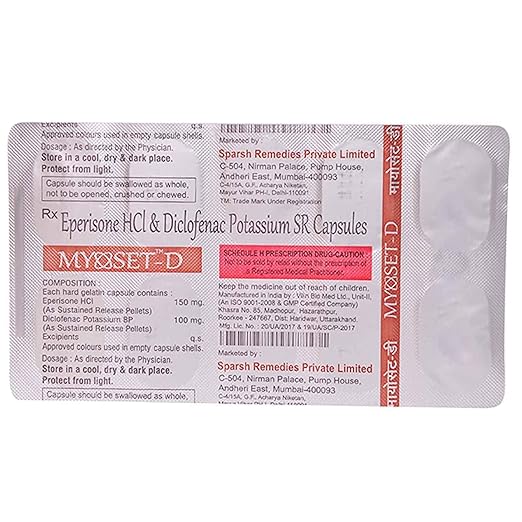 Excipients q.s.
Approved colours used in empty capsule shells.
Dosage : As directed by the Physician.
Store in a cool, dry & dark place.
Protect from light.
Capsule should be swallowed as whole,
not to be opened, crushed or chewed.
Marketed by :
Sparsh Remedies Private Limited
C-504, Nirman Palace, Pump House,
Andheri East, Mumbai-400093
C-4/15A, G.F., Acharya Niketan,
Mayur Vihar PH-I, Delhi-110091
TM: Trade Mark Under Registration
Rx Eperisone HCl & Diclofenac Potassium SR Capsules
MYOSET-D™
COMPOSITION :
Each hard gelatin capsule contains :
Eperisone HCl 150 mg.
(As Sustained Release Pellets)
Diclofenac Potassium BP 100 mg.
(As Sustained Release Pellets)
Excipients q.s.
Approved colours used in empty capsule shells.
Dosage : As directed by the Physician.
Store in a cool, dry & dark place.
Protect from light.
Capsule should be swallowed as whole,
SCHEDULE H PRESCRIPTION DRUG-CAUTION :
Not to be sold by retail without the prescription of
a Registered Medical Practitioner.
Keep the medicine out of reach of children.
Manufactured in India by : Vilin Bio Med Ltd., Unit-II,
(An ISO 9001-2008 & GMP Certified Company)
Khasra No. 85, Madhopur, Hazarathpur,
Roorkee - 247667, Dist: Haridwar, Uttarakhand.
Mfg. Lic. No. : 20/UA/2017 & 19/UA/SC/P-2017
Marketed by :
Sparsh Remedies Private Limited
C-504, Nirman Palace, Pump House,
Andheri East, Mumbai-400093
C-4/15A, G.F., Acharya Niketan,
Mayur Vihar PH-I, Delhi-110091
मायोसेट-डी
MYOSET-D
मायोसेट-डी